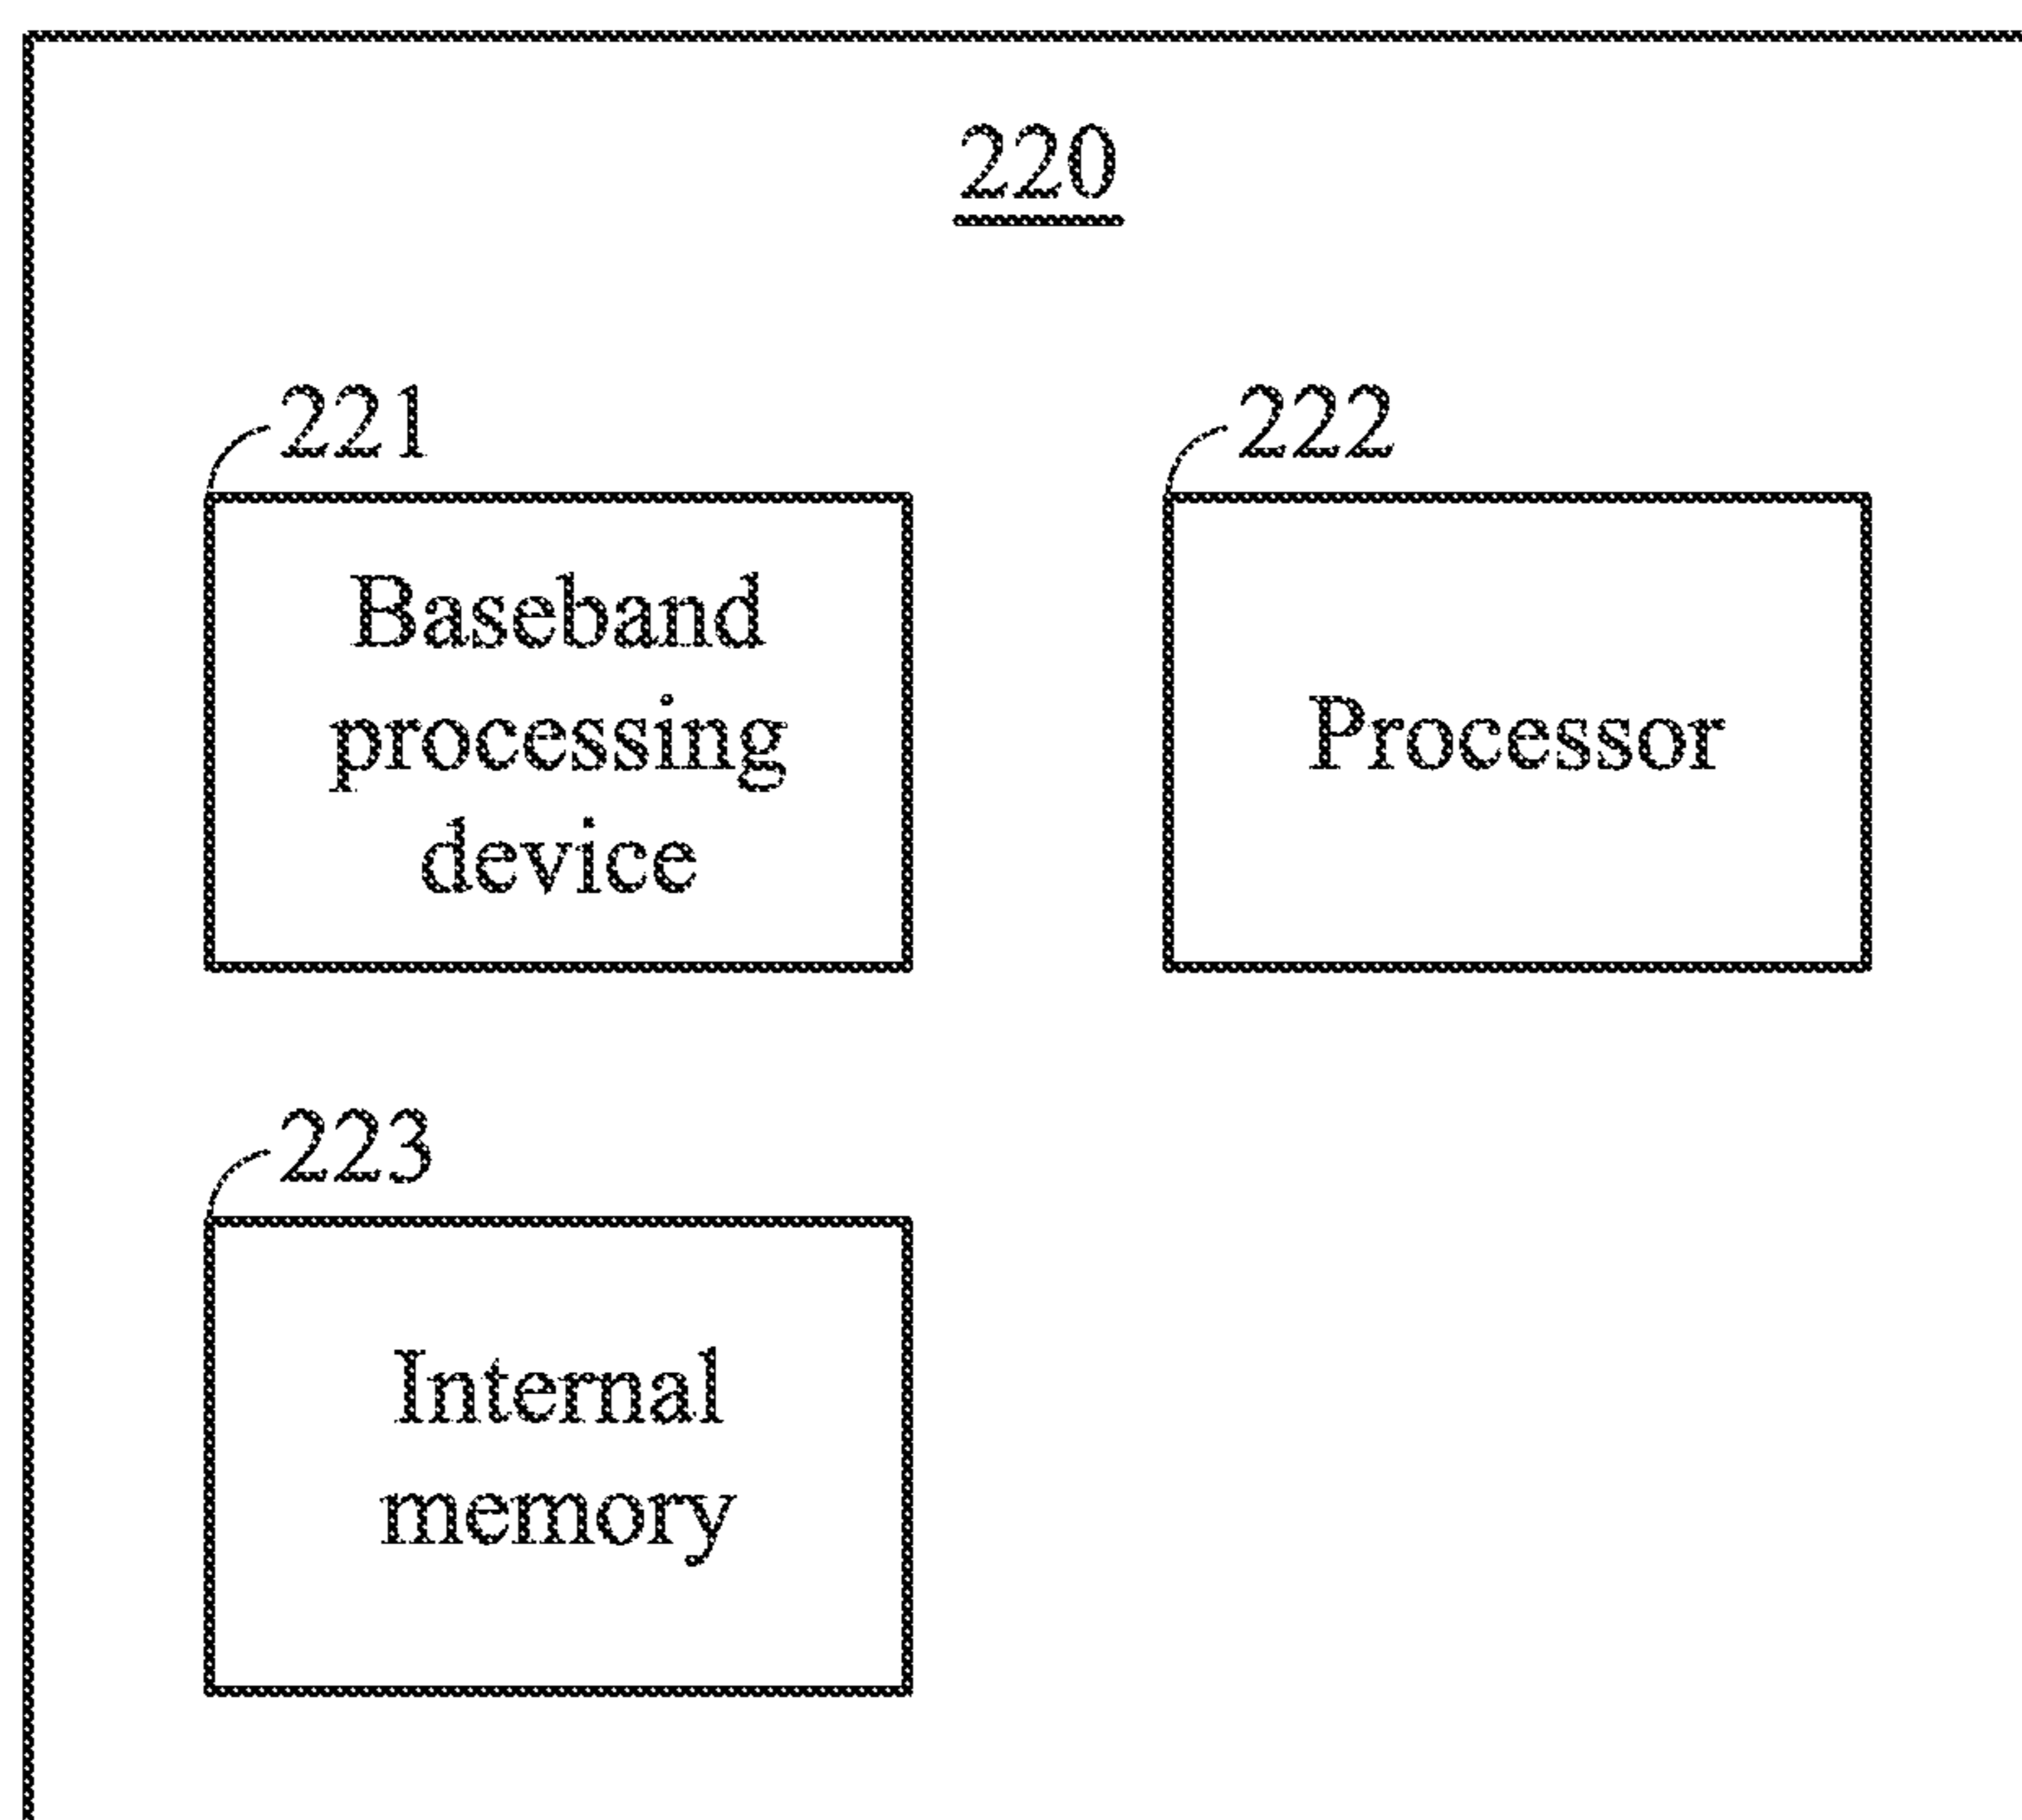 220
221
222
Baseband
processing
device
Processor
223
Internal
memory